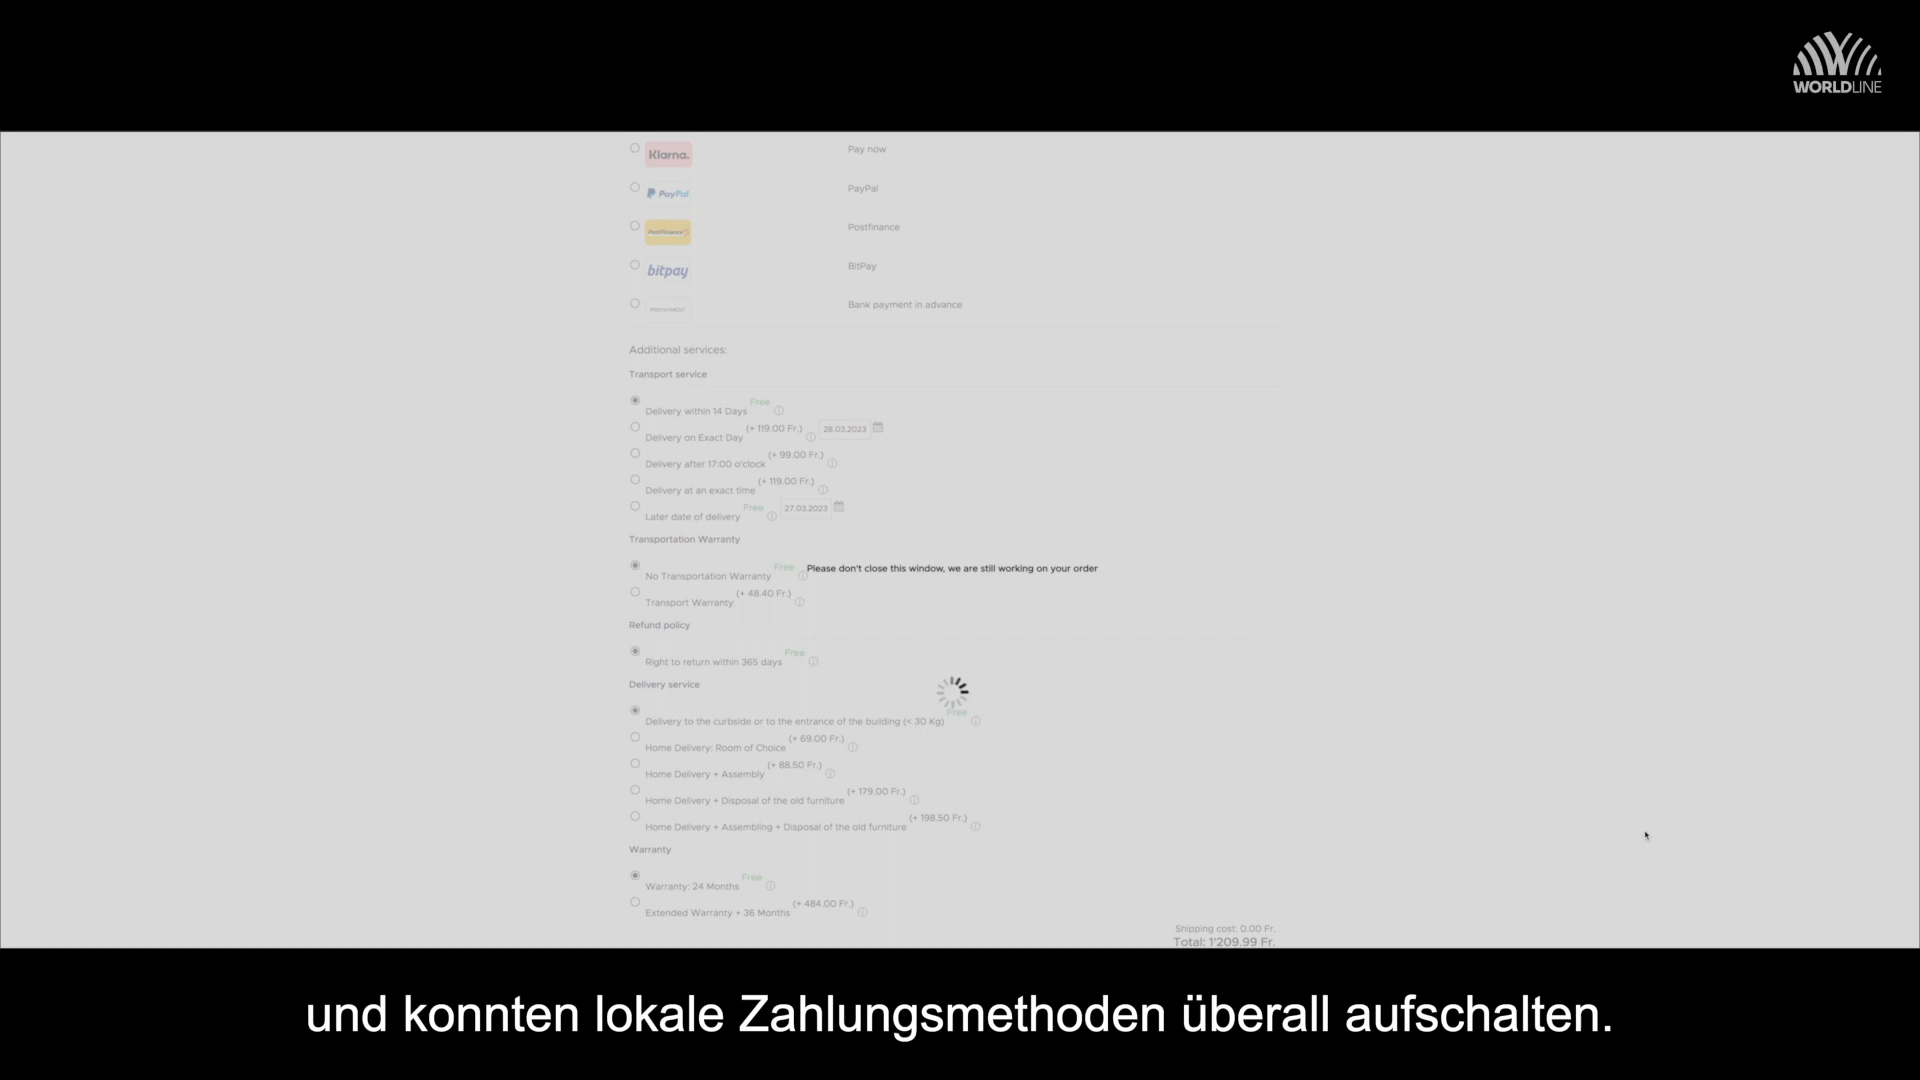 WORLDLINE
Klarna. Pay now
PayPal PayPal
PostFinance Postfinance
bitpay BitPay
PREPAYMENT Bank payment in advance
Additional services:
Transport service
Delivery within 14 Days Free
Delivery on Exact Day (+ 119.00 Fr.) 28.03.2023
Delivery after 17:00 o'clock (+ 99.00 Fr.)
Delivery at an exact time (+ 119.00 Fr.)
Later date of delivery Free 27.03.2023
Transportation Warranty
No Transportation Warranty Free
Please don't close this window, we are still working on your order
Transport Warranty (+ 48.40 Fr.)
Refund policy
Right to return within 365 days Free
Delivery service
Delivery to the curbside or to the entrance of the building (< 30 Kg) Free
Home Delivery: Room of Choice (+ 69.00 Fr.)
Home Delivery + Assembly (+ 88.50 Fr.)
Home Delivery + Disposal of the old furniture (+ 179.00 Fr.)
Home Delivery + Assembling + Disposal of the old furniture (+ 198.50 Fr.)
Warranty
Warranty: 24 Months Free
Extended Warranty + 36 Months (+ 484.00 Fr.)
Shipping cost: 0.00 Fr.
Total: 1'209.99 Fr.
und konnten lokale Zahlungsmethoden überall aufschalten.